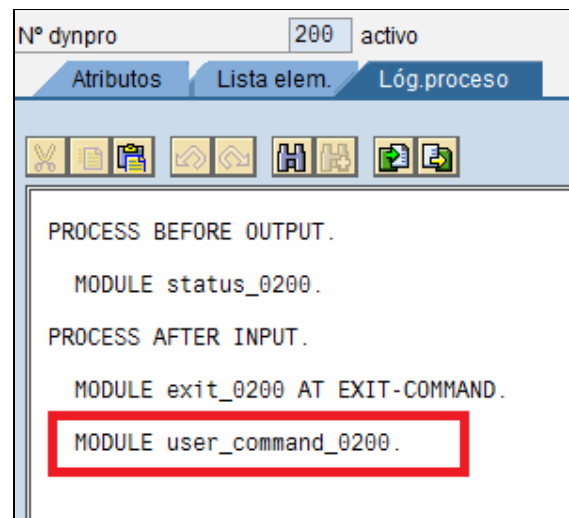 Nº dynpro 200 activo
Atributos Lista elem. Lóg.proceso
PROCESS BEFORE OUTPUT.
MODULE status_0200.
PROCESS AFTER INPUT.
MODULE exit_0200 AT EXIT-COMMAND.
MODULE user_command_0200.